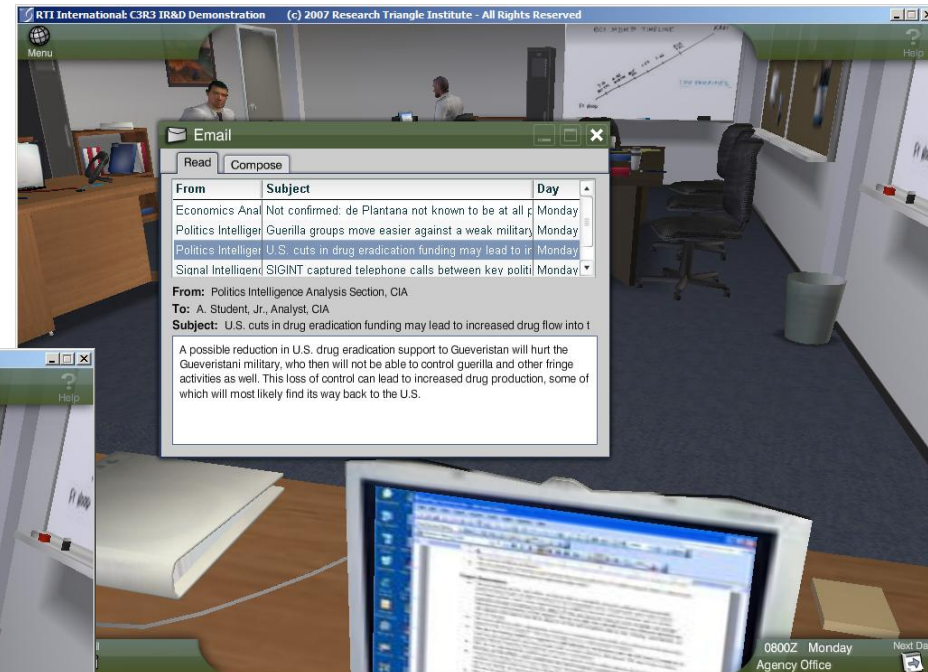 RTI International: C3R3 IR&D Demonstration (c) 2007 Research Triangle Institute - All Rights Reserved
Menu
Help
Email
Read Compose
From Subject Day
Economics Anal Not confirmed: de Plantana not known to be at all p Monday
Politics Intelliger Guerilla groups move easier against a weak military Monday
Politics Intelliger U.S. cuts in drug eradication funding may lead to in Monday
Signal Intelligenc SIGINT captured telephone calls between key politi Monday
From: Politics Intelligence Analysis Section, CIA
To: A. Student, Jr., Analyst, CIA
Subject: U.S. cuts in drug eradication funding may lead to increased drug flow into t
A possible reduction in U.S. drug eradication support to Gueveristan will hurt the
Gueveristani military, who then will not be able to control guerilla and other fringe
activities as well. This loss of control can lead to increased drug production, some of
which will most likely find its way back to the U.S.
Help
0800Z Monday
Next Da
Agency Office